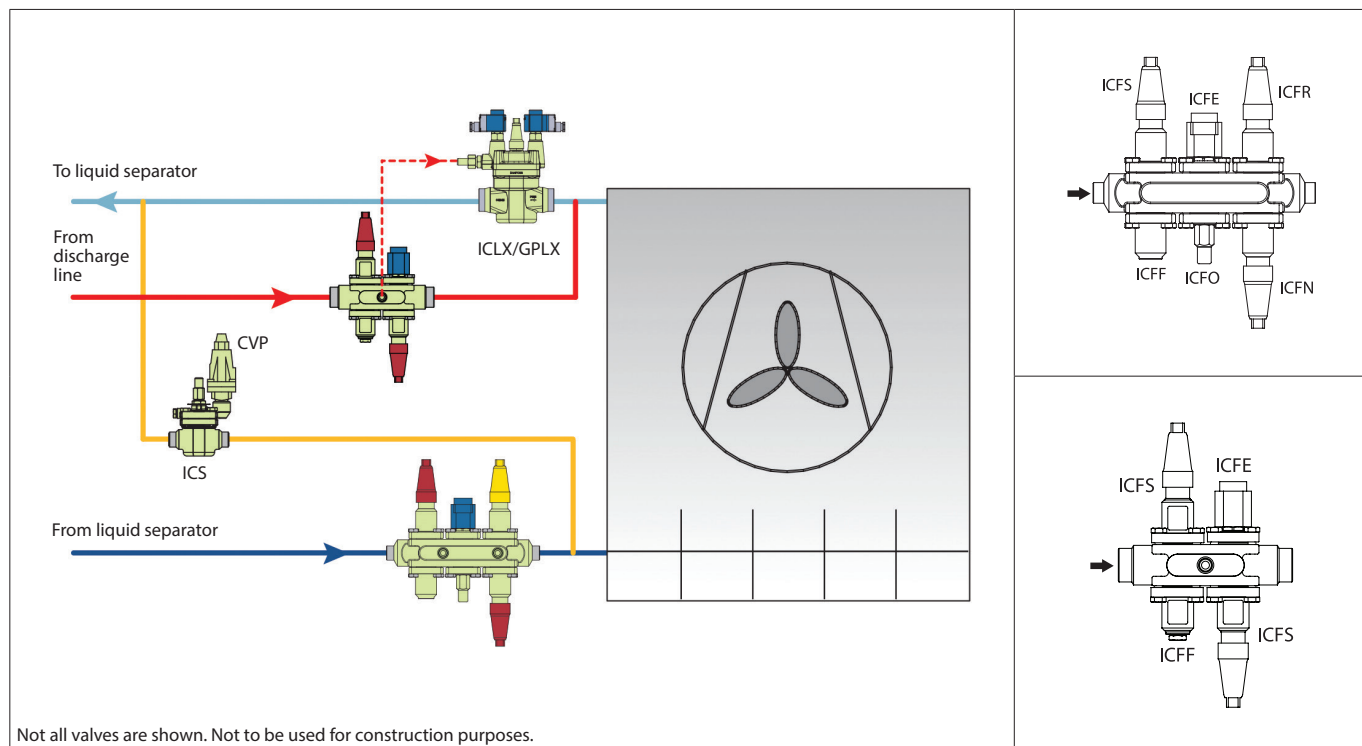 To liquid separator
From
discharge
line
ICLX/GPLX
CVP
ICS
From liquid separator
Not all valves are shown. Not to be used for construction purposes.
ICFS
ICFE
ICFR
ICFF
ICFO
ICFN
ICFS
ICFE
ICFF
ICFS